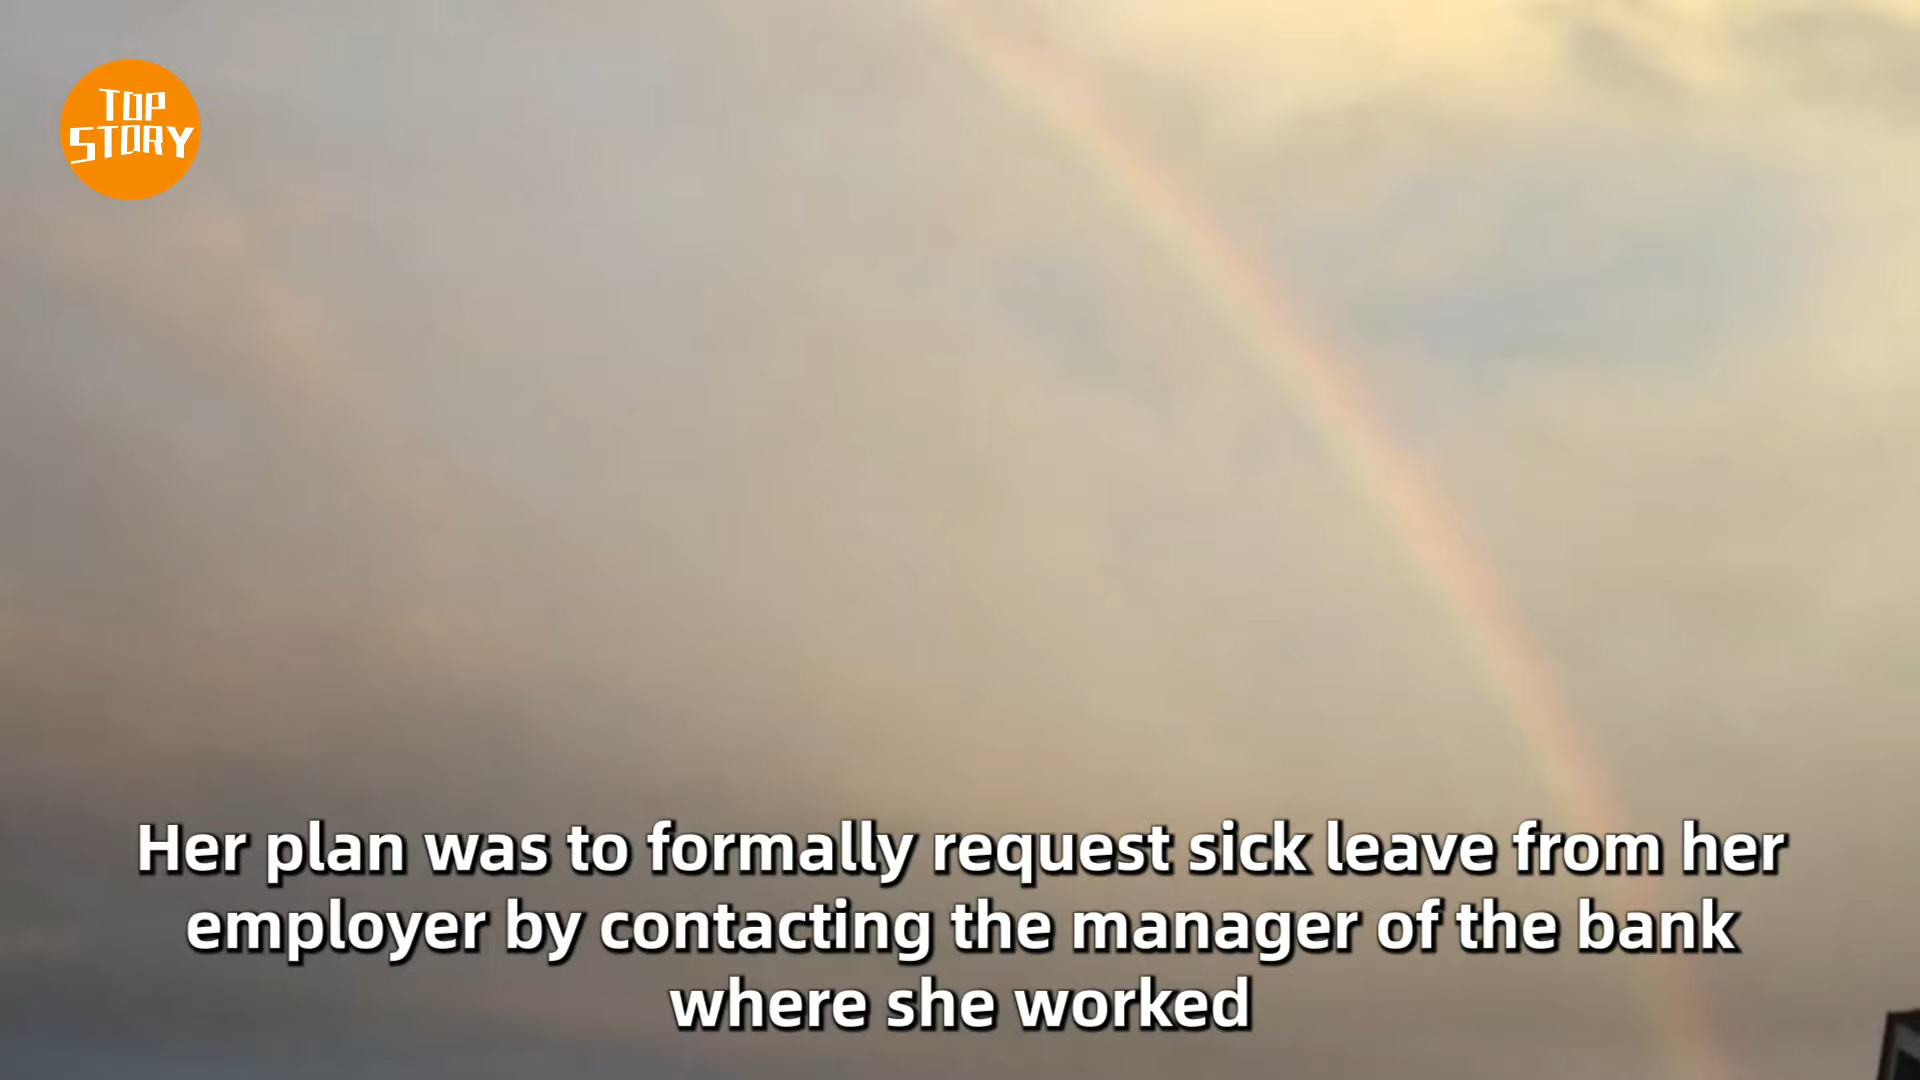 TOP
STORY
Her plan was to formally request sick leave from her
employer by contacting the manager of the bank
where she worked